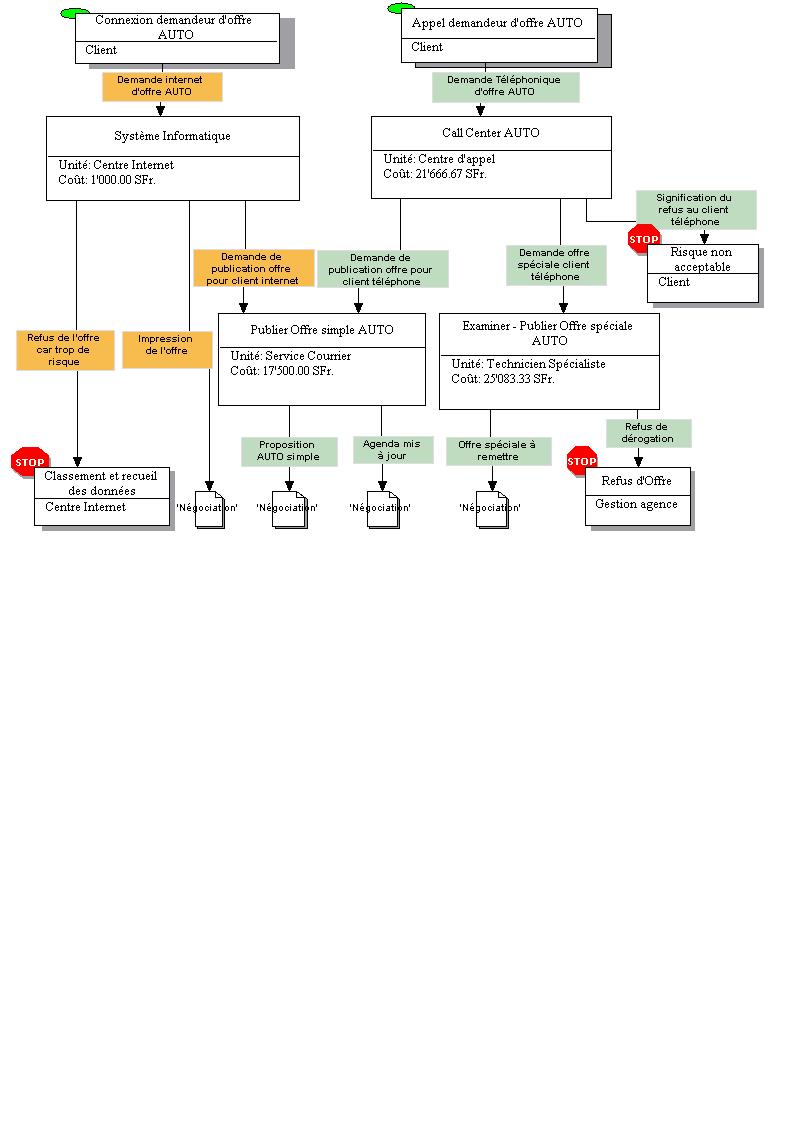 Connexion demandeur d'offre
AUTO
Client
Appel demandeur d'offre AUTO
Client
Demande internet
d'offre AUTO
Demande Téléphonique
d'offre AUTO
Système Informatique
Unité: Centre Internet
Coût: 1'000.00 SFr.
Call Center AUTO
Unité: Centre d'appel
Coût: 21'666.67 SFr.
Signification du
refus au client
téléphone
STOP
Risque non
acceptable
Client
Demande de
publication offre
pour client internet
Demande de
publication offre pour
client téléphone
Demande offre
spéciale client
téléphone
Refus de l'offre
car trop de
risque
Impression
de l'offre
Publier Offre simple AUTO
Unité: Service Courrier
Coût: 17'500.00 SFr.
Examiner - Publier Offre spéciale
AUTO
Unité: Technicien Spécialiste
Coût: 25'083.33 SFr.
Proposition
AUTO simple
Agenda mis
à jour
Offre spéciale à
remettre
Refus de
dérogation
STOP
Classement et recueil
des données
Centre Internet
'Négociation'
'Négociation'
'Négociation'
'Négociation'
STOP
Refus d'Offre
Gestion agence